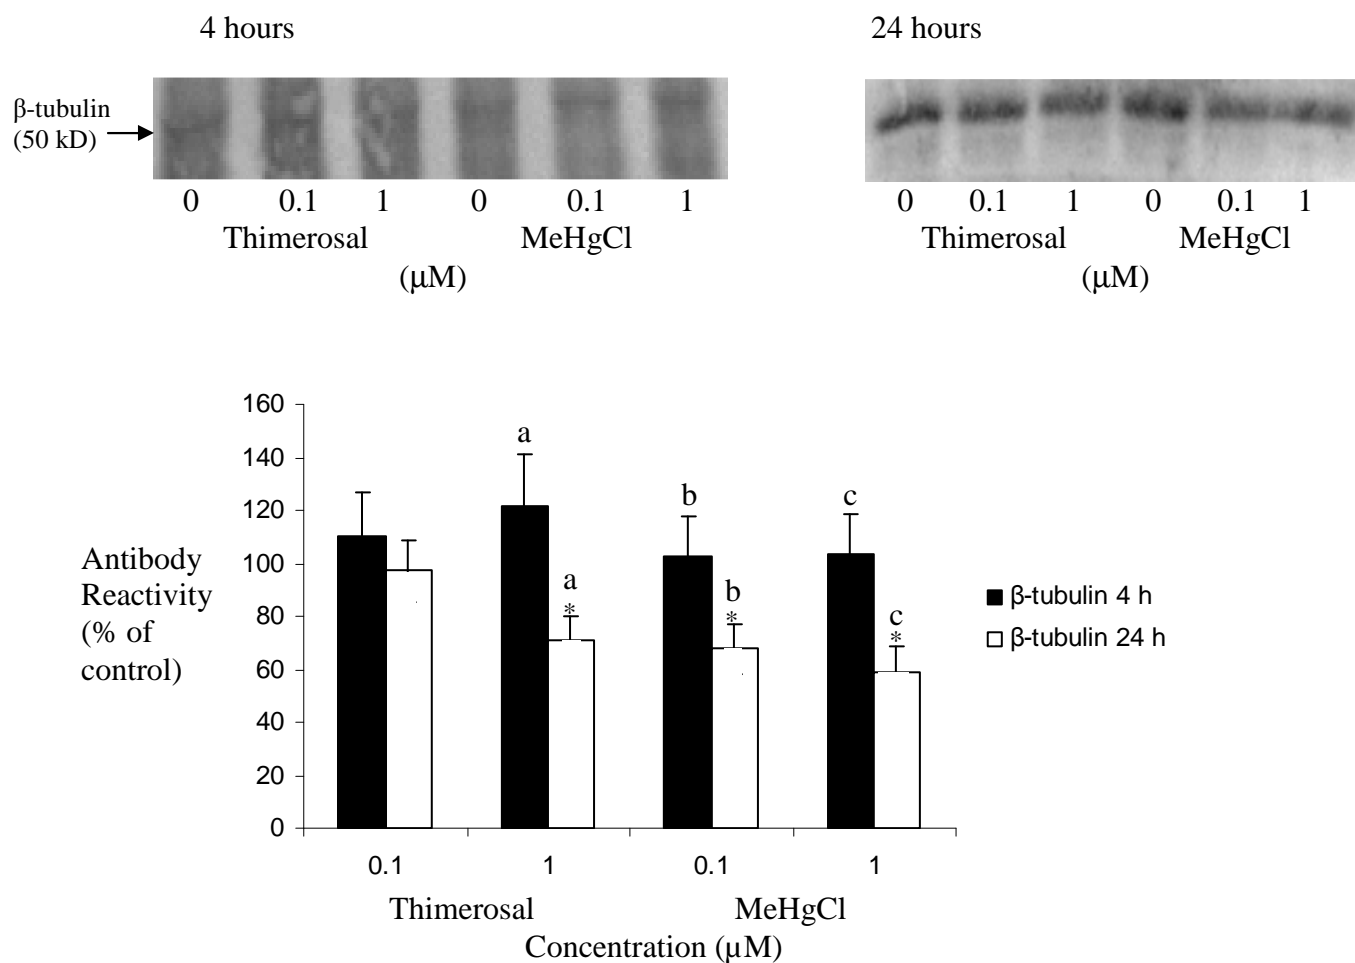 4 hours
24 hours
β-tubulin
(50 kD)
0 0.1 1 0 0.1 1
Thimerosal MeHgCl
(µM)
0 0.1 1 0 0.1 1
Thimerosal MeHgCl
(µM)
Antibody
Reactivity
(% of
control)
160
140
120
100
80
60
40
20
0
a
b
c
a
*
b
*
c
*
β-tubulin 4 h
β-tubulin 24 h
0.1 1 0.1 1
Thimerosal MeHgCl
Concentration (µM)